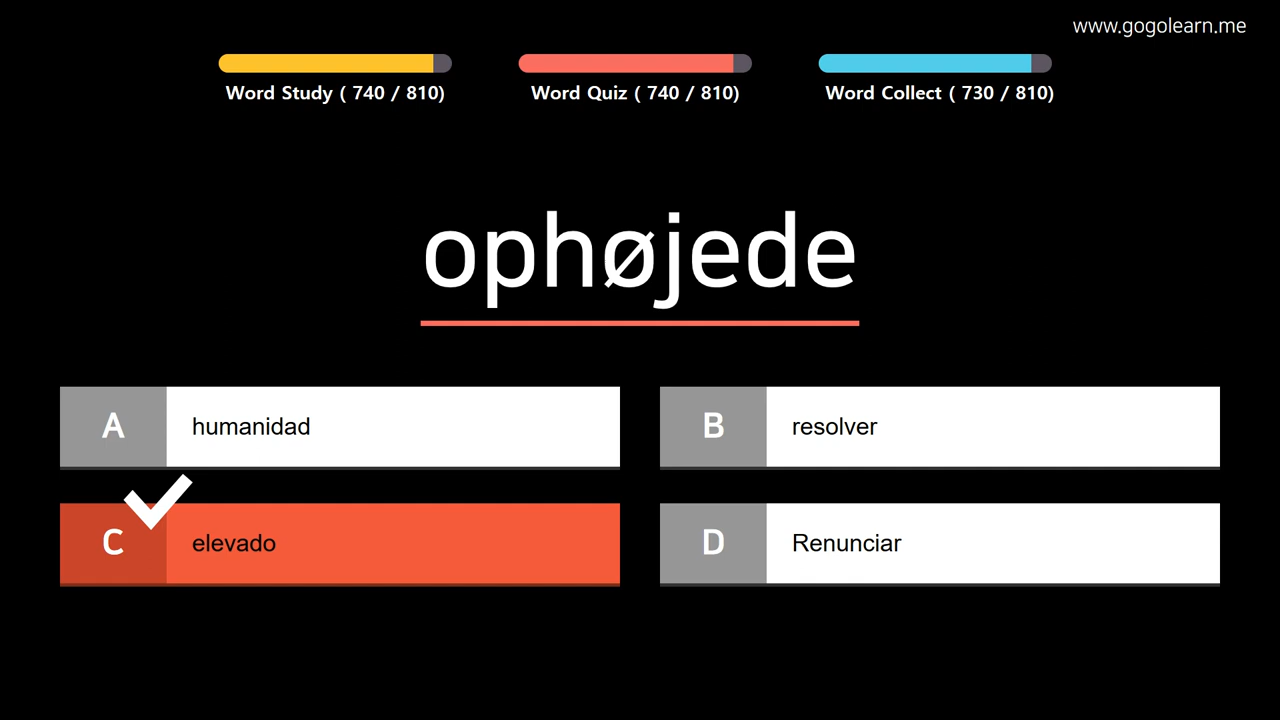 www.gogolearn.me
Word Study ( 740 / 810)
Word Quiz ( 740 / 810)
Word Collect ( 730 / 810)
ophøjede
A humanidad
B resolver
C elevado
D Renunciar